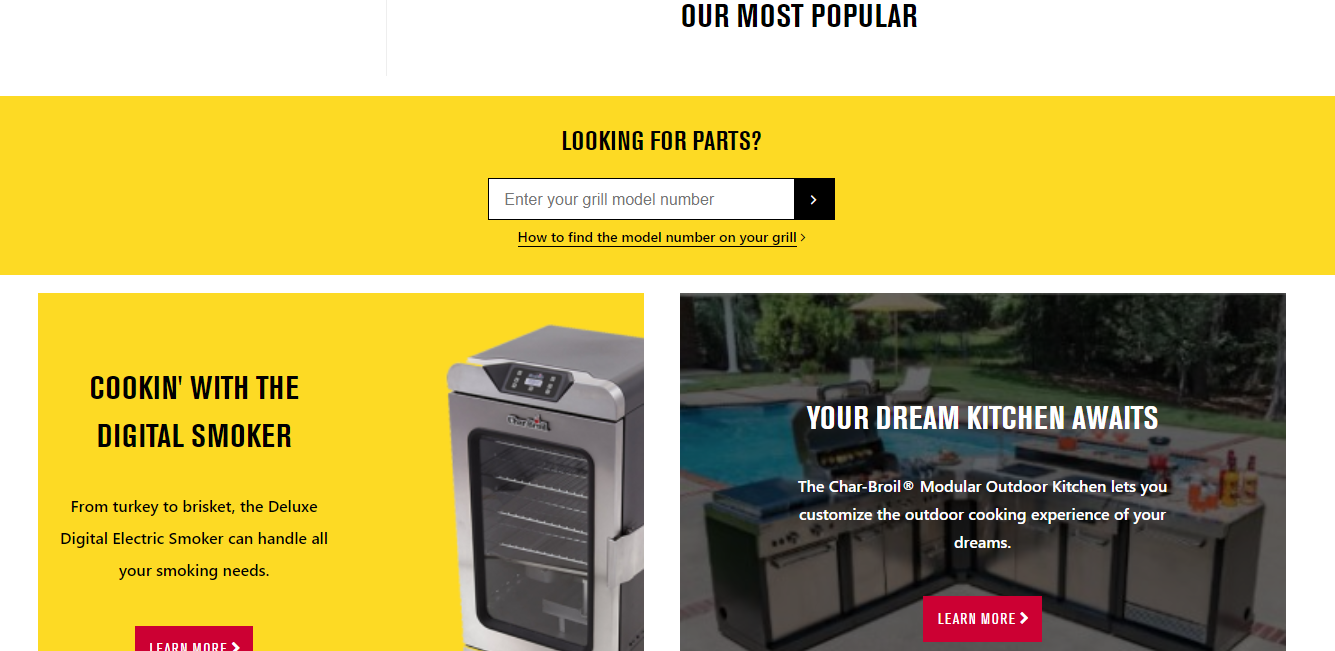 OUR MOST POPULAR
LOOKING FOR PARTS?
Enter your grill model number
How to find the model number on your grill
COOKIN' WITH THE
DIGITAL SMOKER
From turkey to brisket, the Deluxe
Digital Electric Smoker can handle all
your smoking needs.
LEARN MORE
Char-Broil
YOUR DREAM KITCHEN AWAITS
The Char-Broil® Modular Outdoor Kitchen lets you
customize the outdoor cooking experience of your
dreams.
LEARN MORE